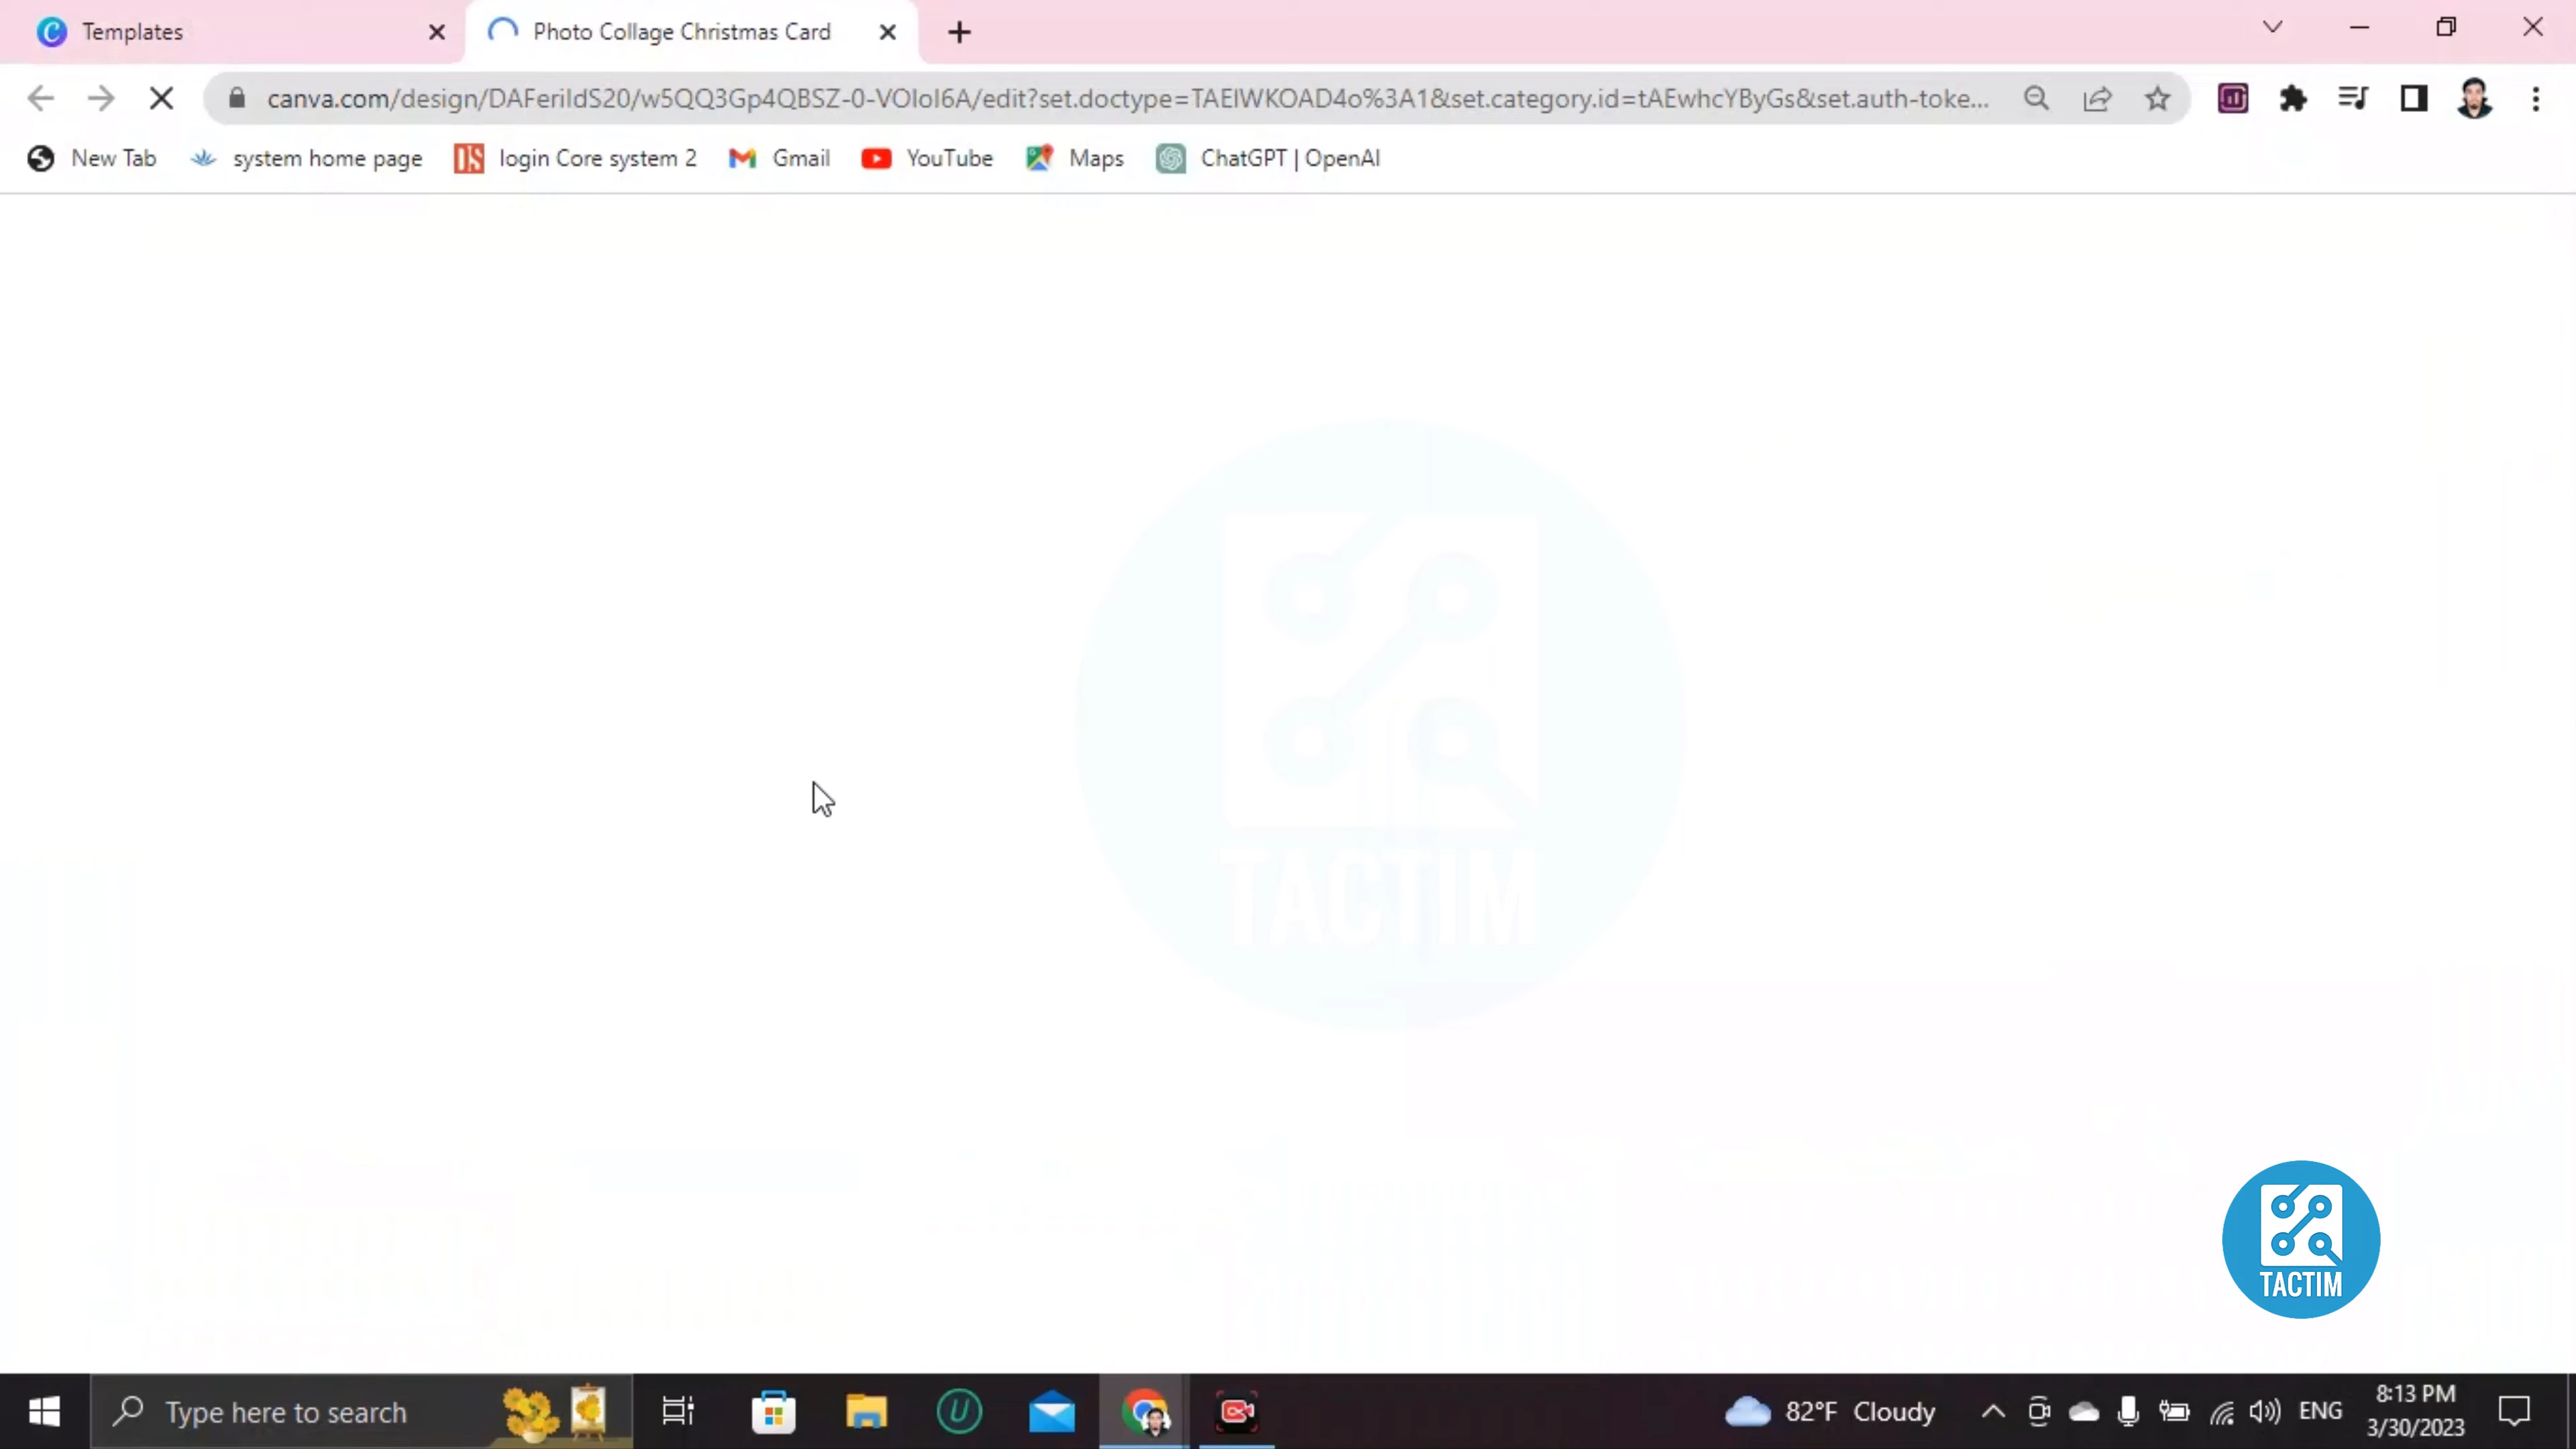 Templates
Photo Collage Christmas Card
canva.com/design/DAFerildS20/w5QQ3Gp4QBSZ-0-VOIoI6A/edit?set.doctype=TAEIWKOAD4o%3A1&set.category.id=tAEwhcYByGs&set.auth-toke...
New Tab
system home page
login Core system 2
Gmail
YouTube
Maps
ChatGPT | OpenAI
TACTIM
TACTIM
Type here to search
82°F Cloudy
ENG
8:13 PM
3/30/2023